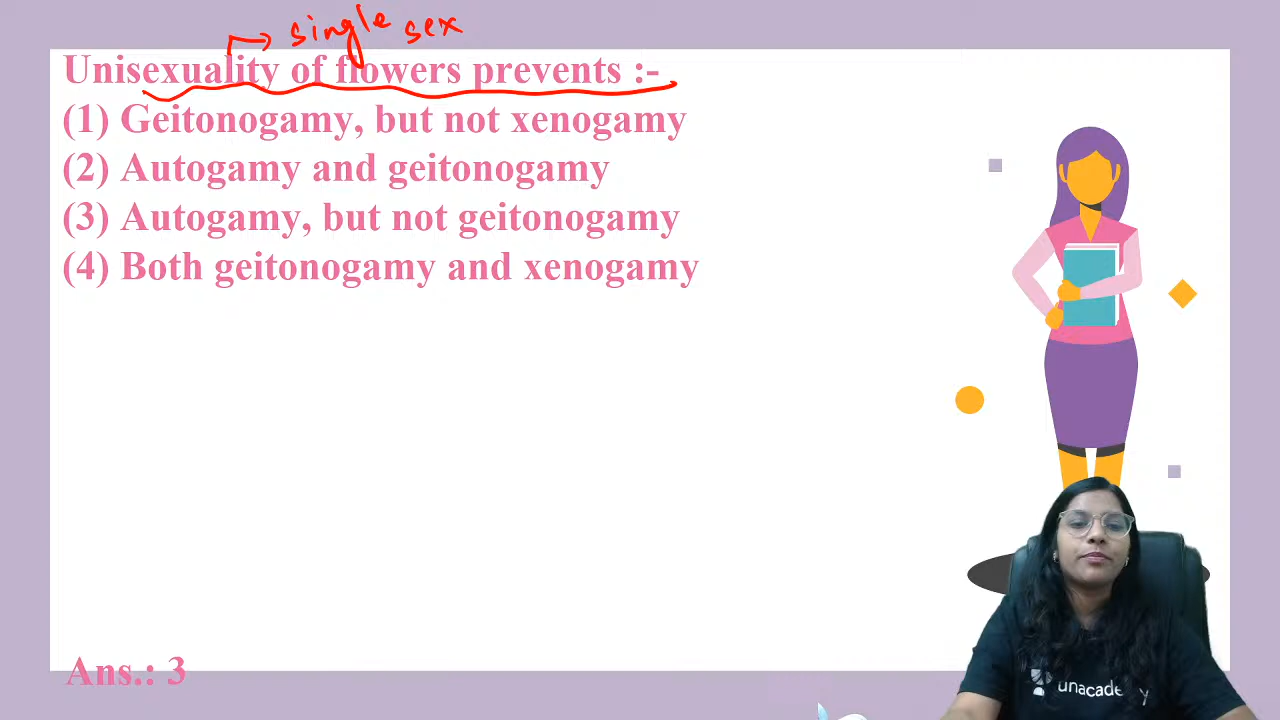 single sex
Unisexuality of flowers prevents :-
(1) Geitonogamy, but not xenogamy
(2) Autogamy and geitonogamy
(3) Autogamy, but not geitonogamy
(4) Both geitonogamy and xenogamy
Ans.: 3
unacademy